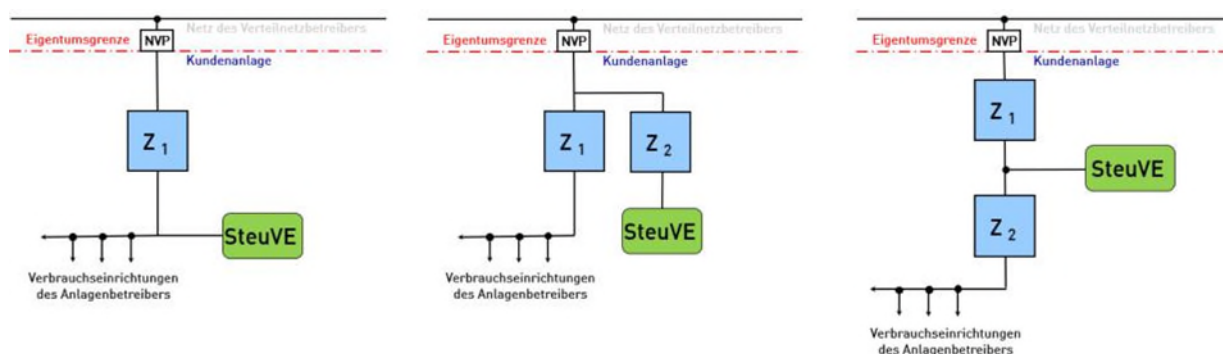 Netz des Verteilnetzbetreibers
Eigentumsgrenze
NVP
Kundenanlage
Z 1
SteuVE
Verbrauchseinrichtungen
des Anlagenbetreibers
Netz des Verteilnetzbetreibers
Eigentumsgrenze
NVP
Kundenanlage
Z 1
Z 2
SteuVE
Verbrauchseinrichtungen
des Anlagenbetreibers
Netz des Verteilnetzbetreibers
Eigentumsgrenze
NVP
Kundenanlage
Z 1
SteuVE
Z 2
Verbrauchseinrichtungen
des Anlagenbetreibers